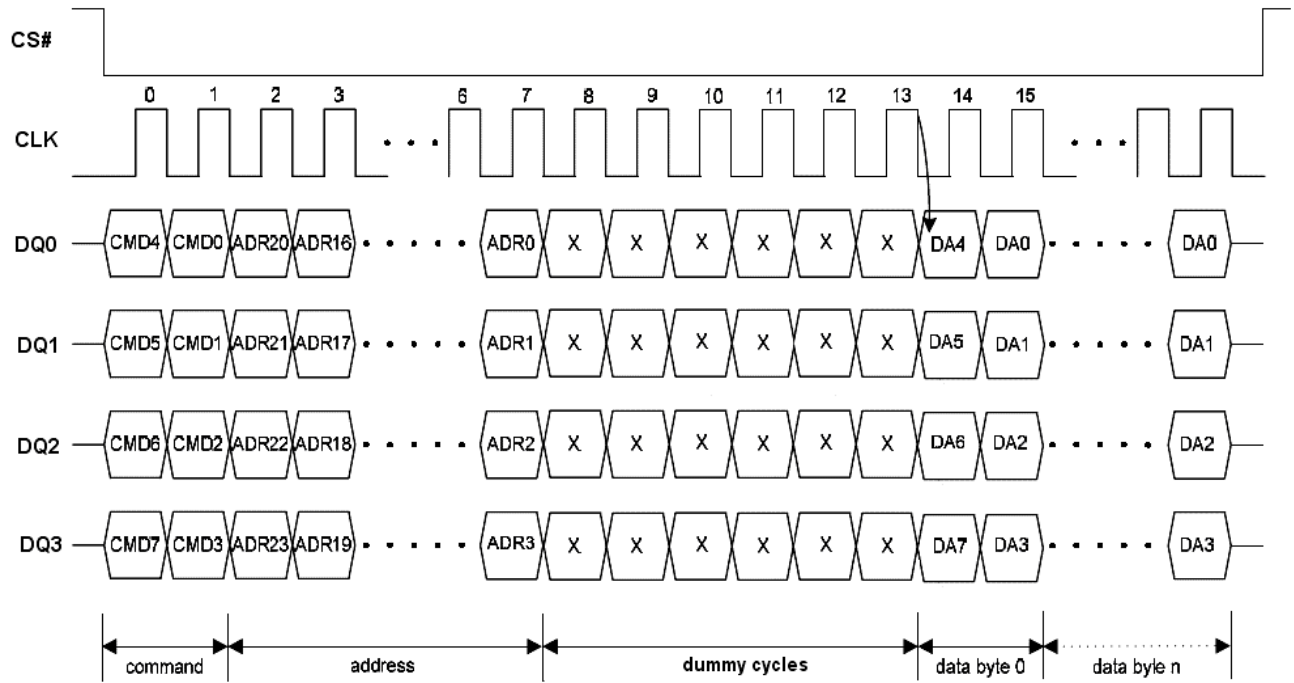 CS#
0 1 2 3 6 7 8 9 10 11 12 13 14 15
CLK
DQ0 CMD4 CMD0 ADR20 ADR16 ADR0 X X X X X X DA4 DA0 DA0
DQ1 CMD5 CMD1 ADR21 ADR17 ADR1 X X X X X X DA5 DA1 DA1
DQ2 CMD6 CMD2 ADR22 ADR18 ADR2 X X X X X X DA6 DA2 DA2
DQ3 CMD7 CMD3 ADR23 ADR19 ADR3 X X X X X X DA7 DA3 DA3
command address dummy cycles data byte 0 data byle n